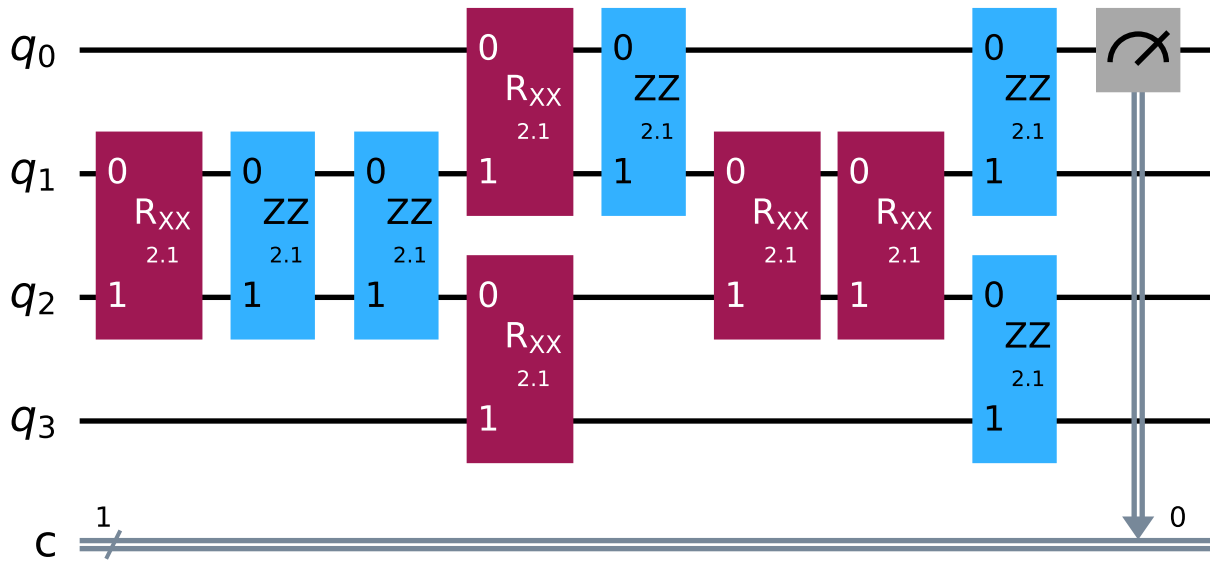 q0 0 0 0
RXX ZZ ZZ
2.1 2.1 2.1
q1 0 0 0 1 1 0 0 1
RXX ZZ ZZ RXX RXX
2.1 2.1 2.1 2.1 2.1
q2 1 1 1 0 1 1 0
RXX ZZ
2.1 2.1
q3 1 1
1 0
c